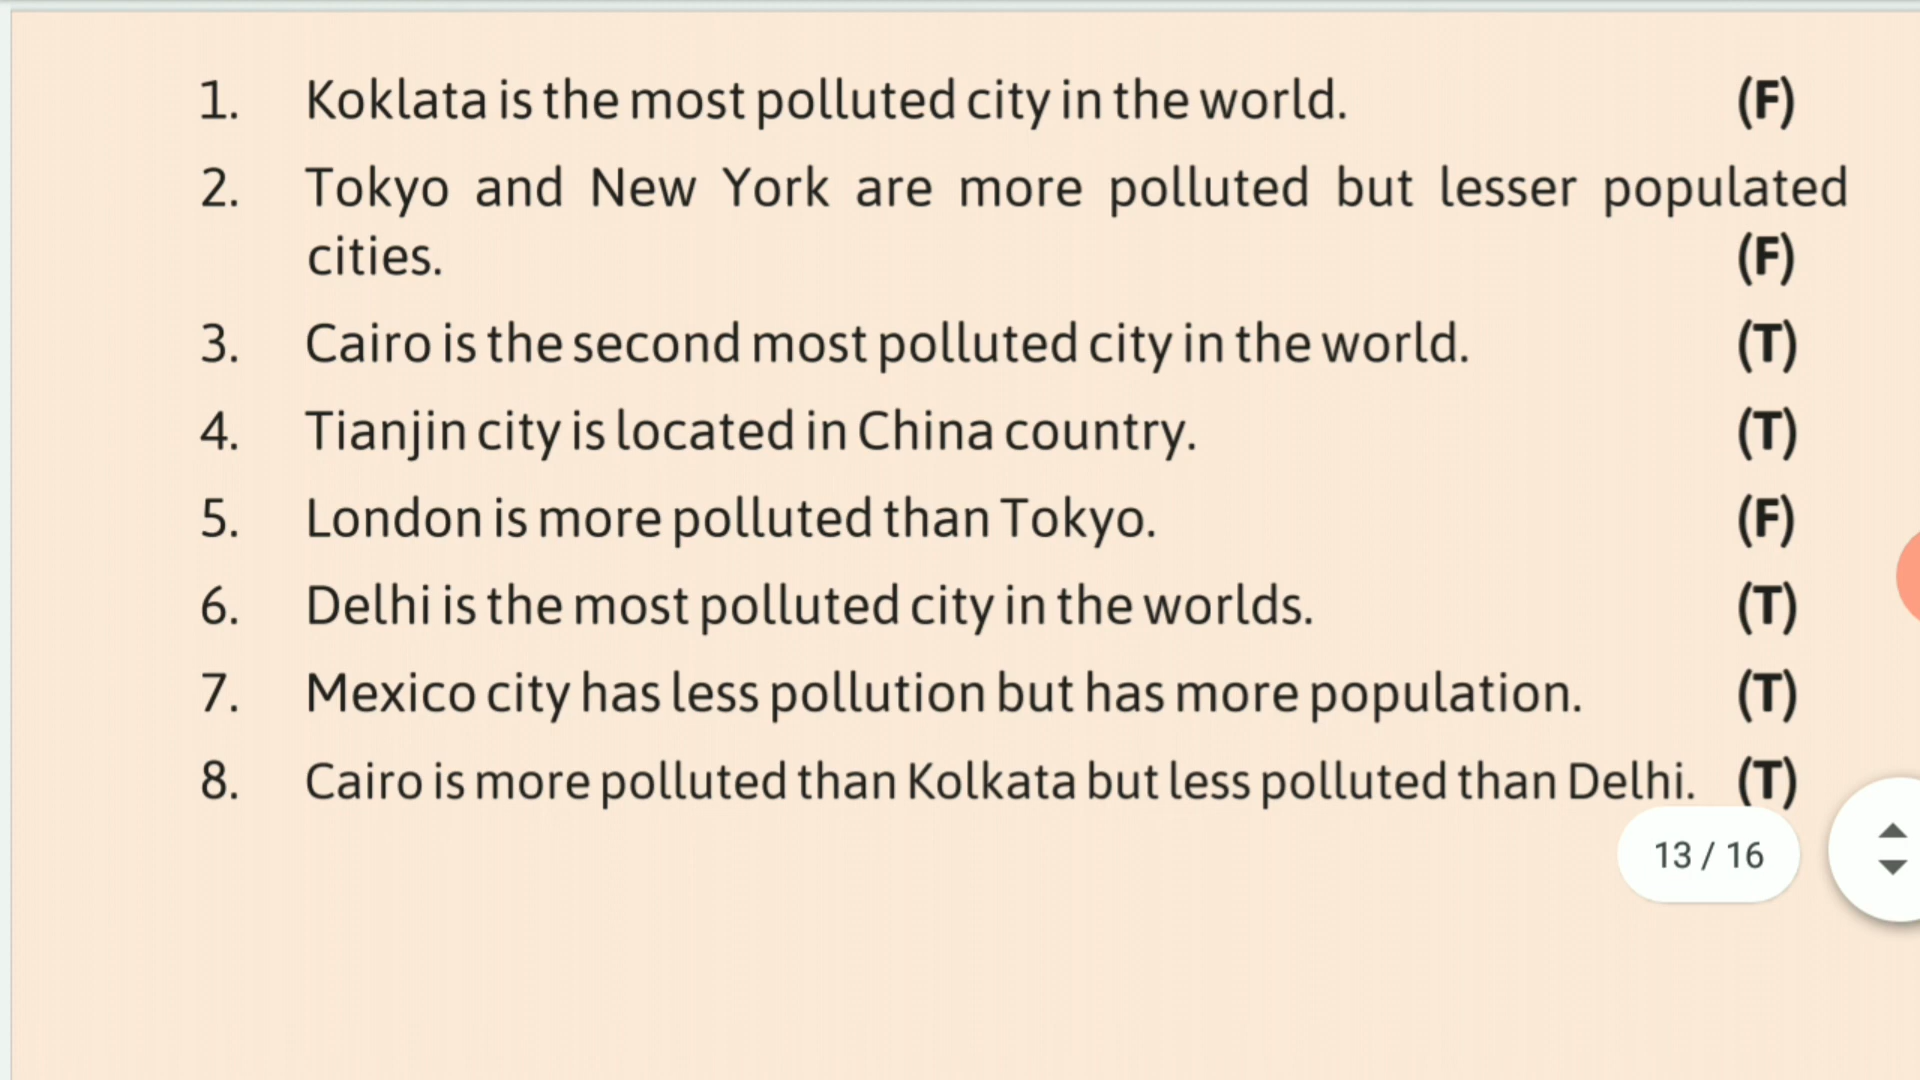 1. Koklata is the most polluted city in the world. (F)
2. Tokyo and New York are more polluted but lesser populated
cities. (F)
3. Cairo is the second most polluted city in the world. (T)
4. Tianjin city is located in China country. (T)
5. London is more polluted than Tokyo. (F)
6. Delhi is the most polluted city in the worlds. (T)
7. Mexico city has less pollution but has more population. (T)
8. Cairo is more polluted than Kolkata but less polluted than Delhi. (T)
13 / 16